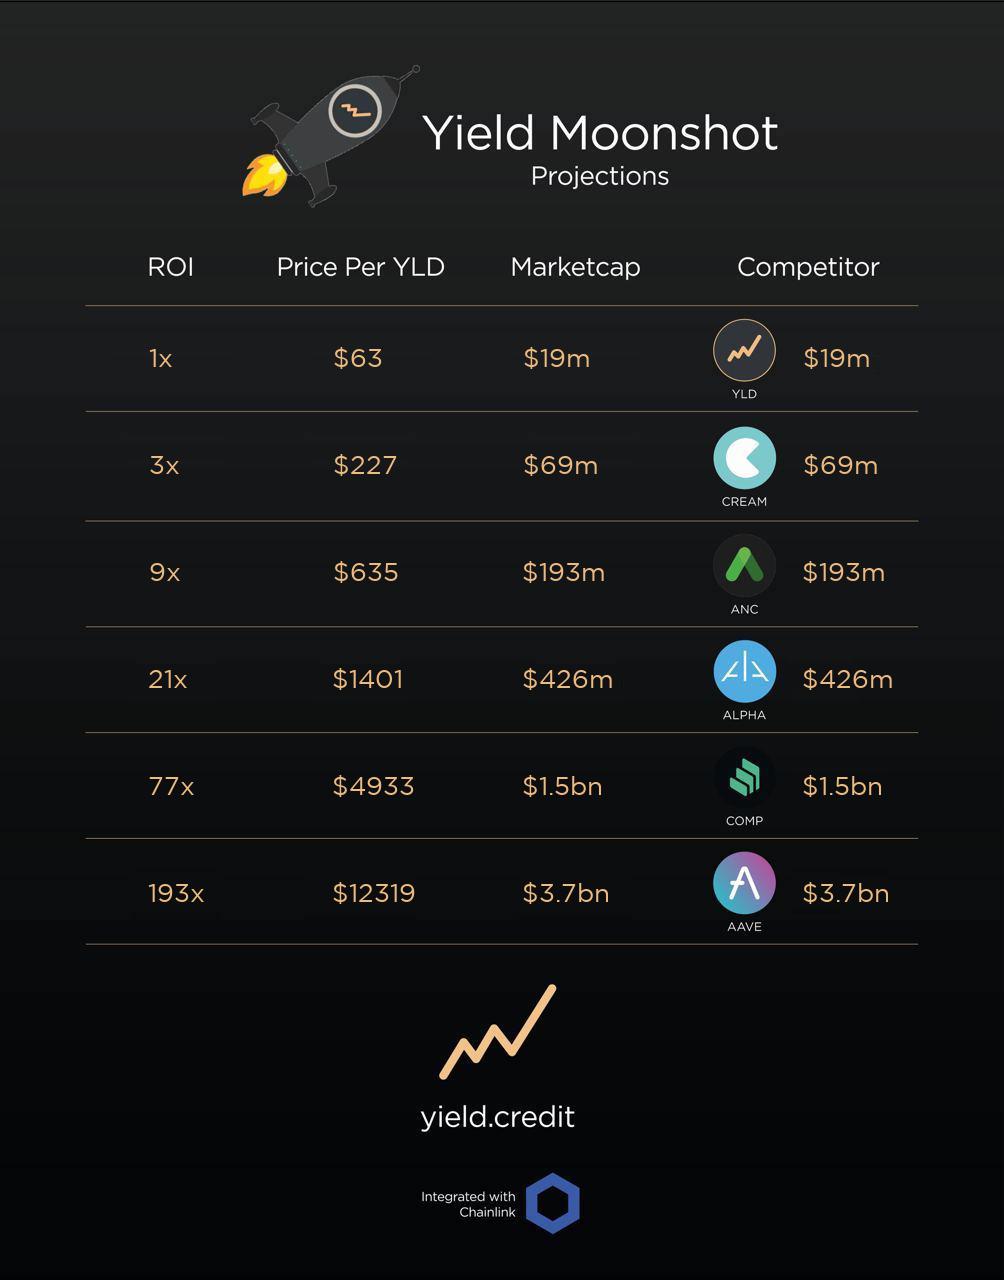 Yield Moonshot
Projections
ROI Price Per YLD Marketcap Competitor
1x $63 $19m $19m
YLD
3x $227 $69m $69m
CREAM
9x $635 $193m $193m
ANC
21x $1401 $426m $426m
ALPHA
77x $4933 $1.5bn $1.5bn
COMP
193x $12319 $3.7bn $3.7bn
AAVE
yield.credit
Integrated with
Chainlink